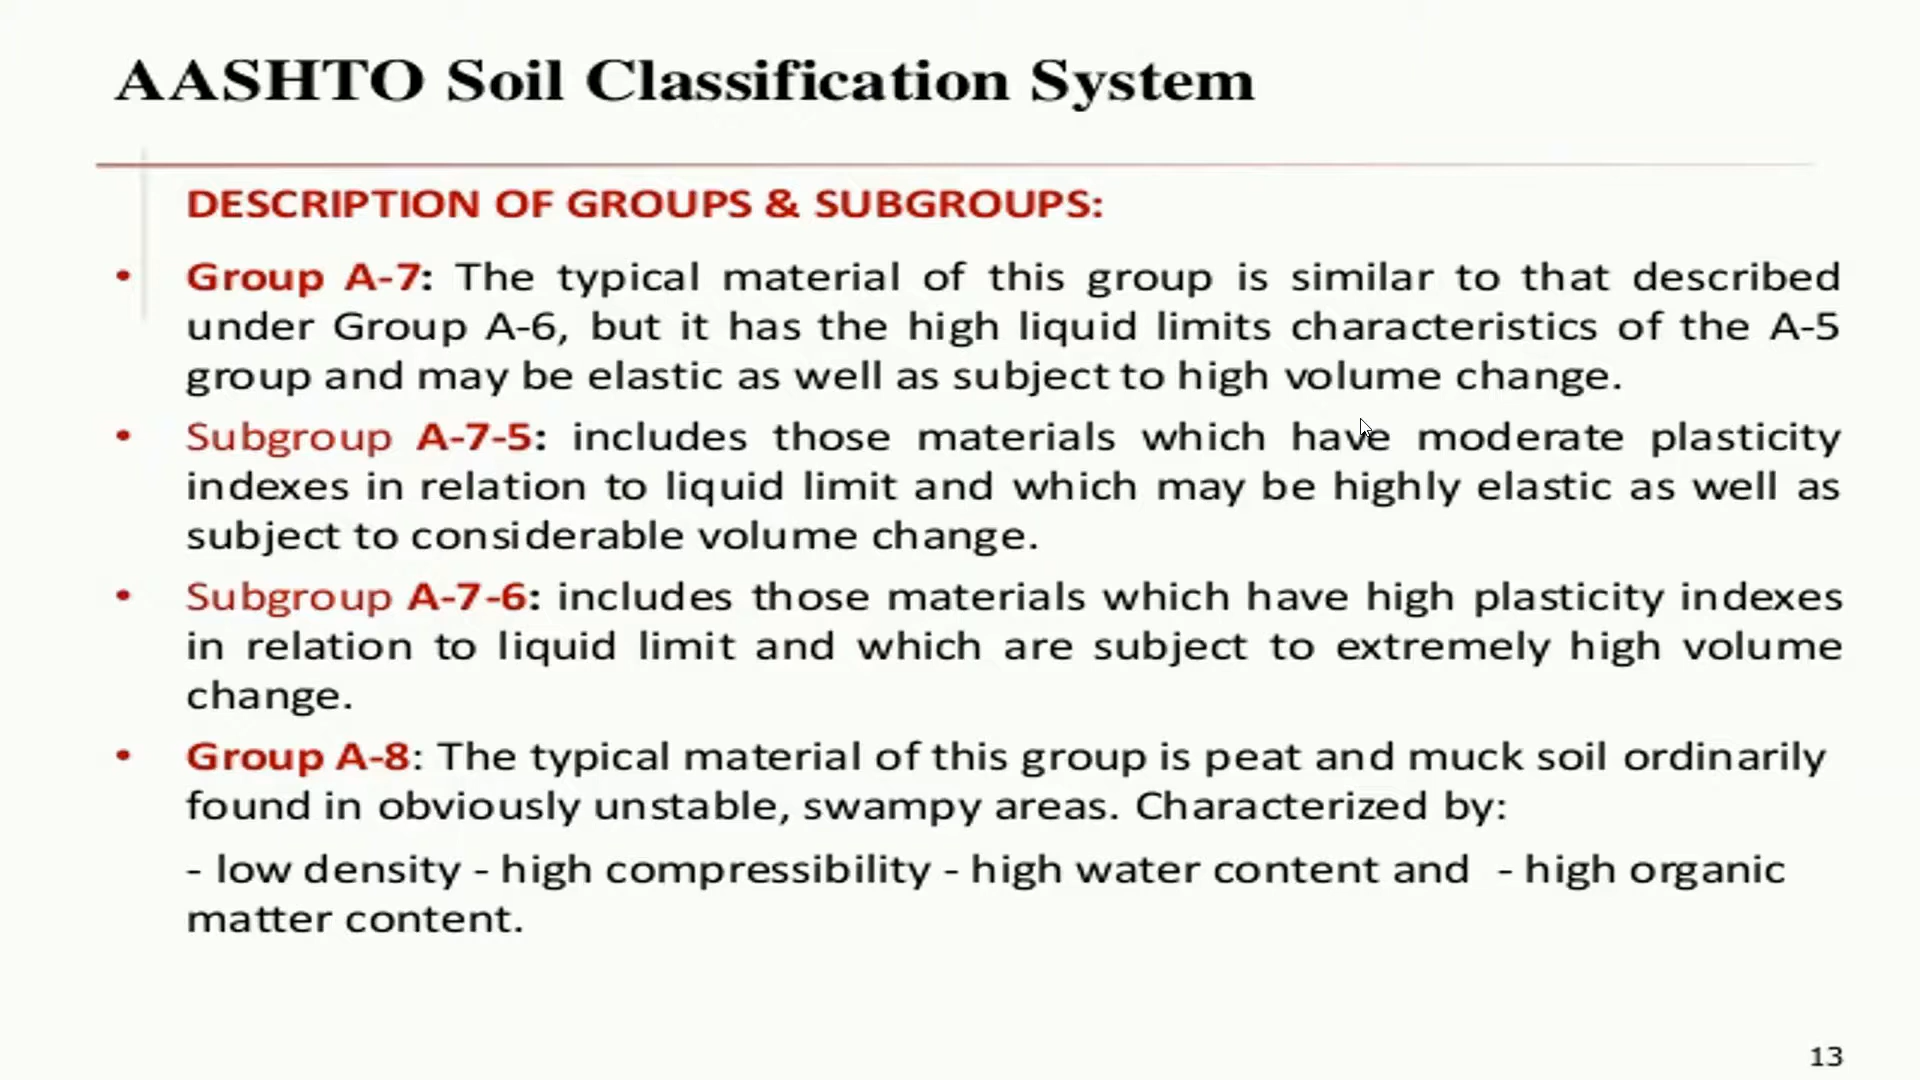 AASHTO Soil Classification System
DESCRIPTION OF GROUPS & SUBGROUPS:
• Group A-7: The typical material of this group is similar to that described
under Group A-6, but it has the high liquid limits characteristics of the A-5
group and may be elastic as well as subject to high volume change.
• Subgroup A-7-5: includes those materials which have moderate plasticity
indexes in relation to liquid limit and which may be highly elastic as well as
subject to considerable volume change.
• Subgroup A-7-6: includes those materials which have high plasticity indexes
in relation to liquid limit and which are subject to extremely high volume
change.
• Group A-8: The typical material of this group is peat and muck soil ordinarily
found in obviously unstable, swampy areas. Characterized by:
- low density - high compressibility - high water content and - high organic
matter content.
13